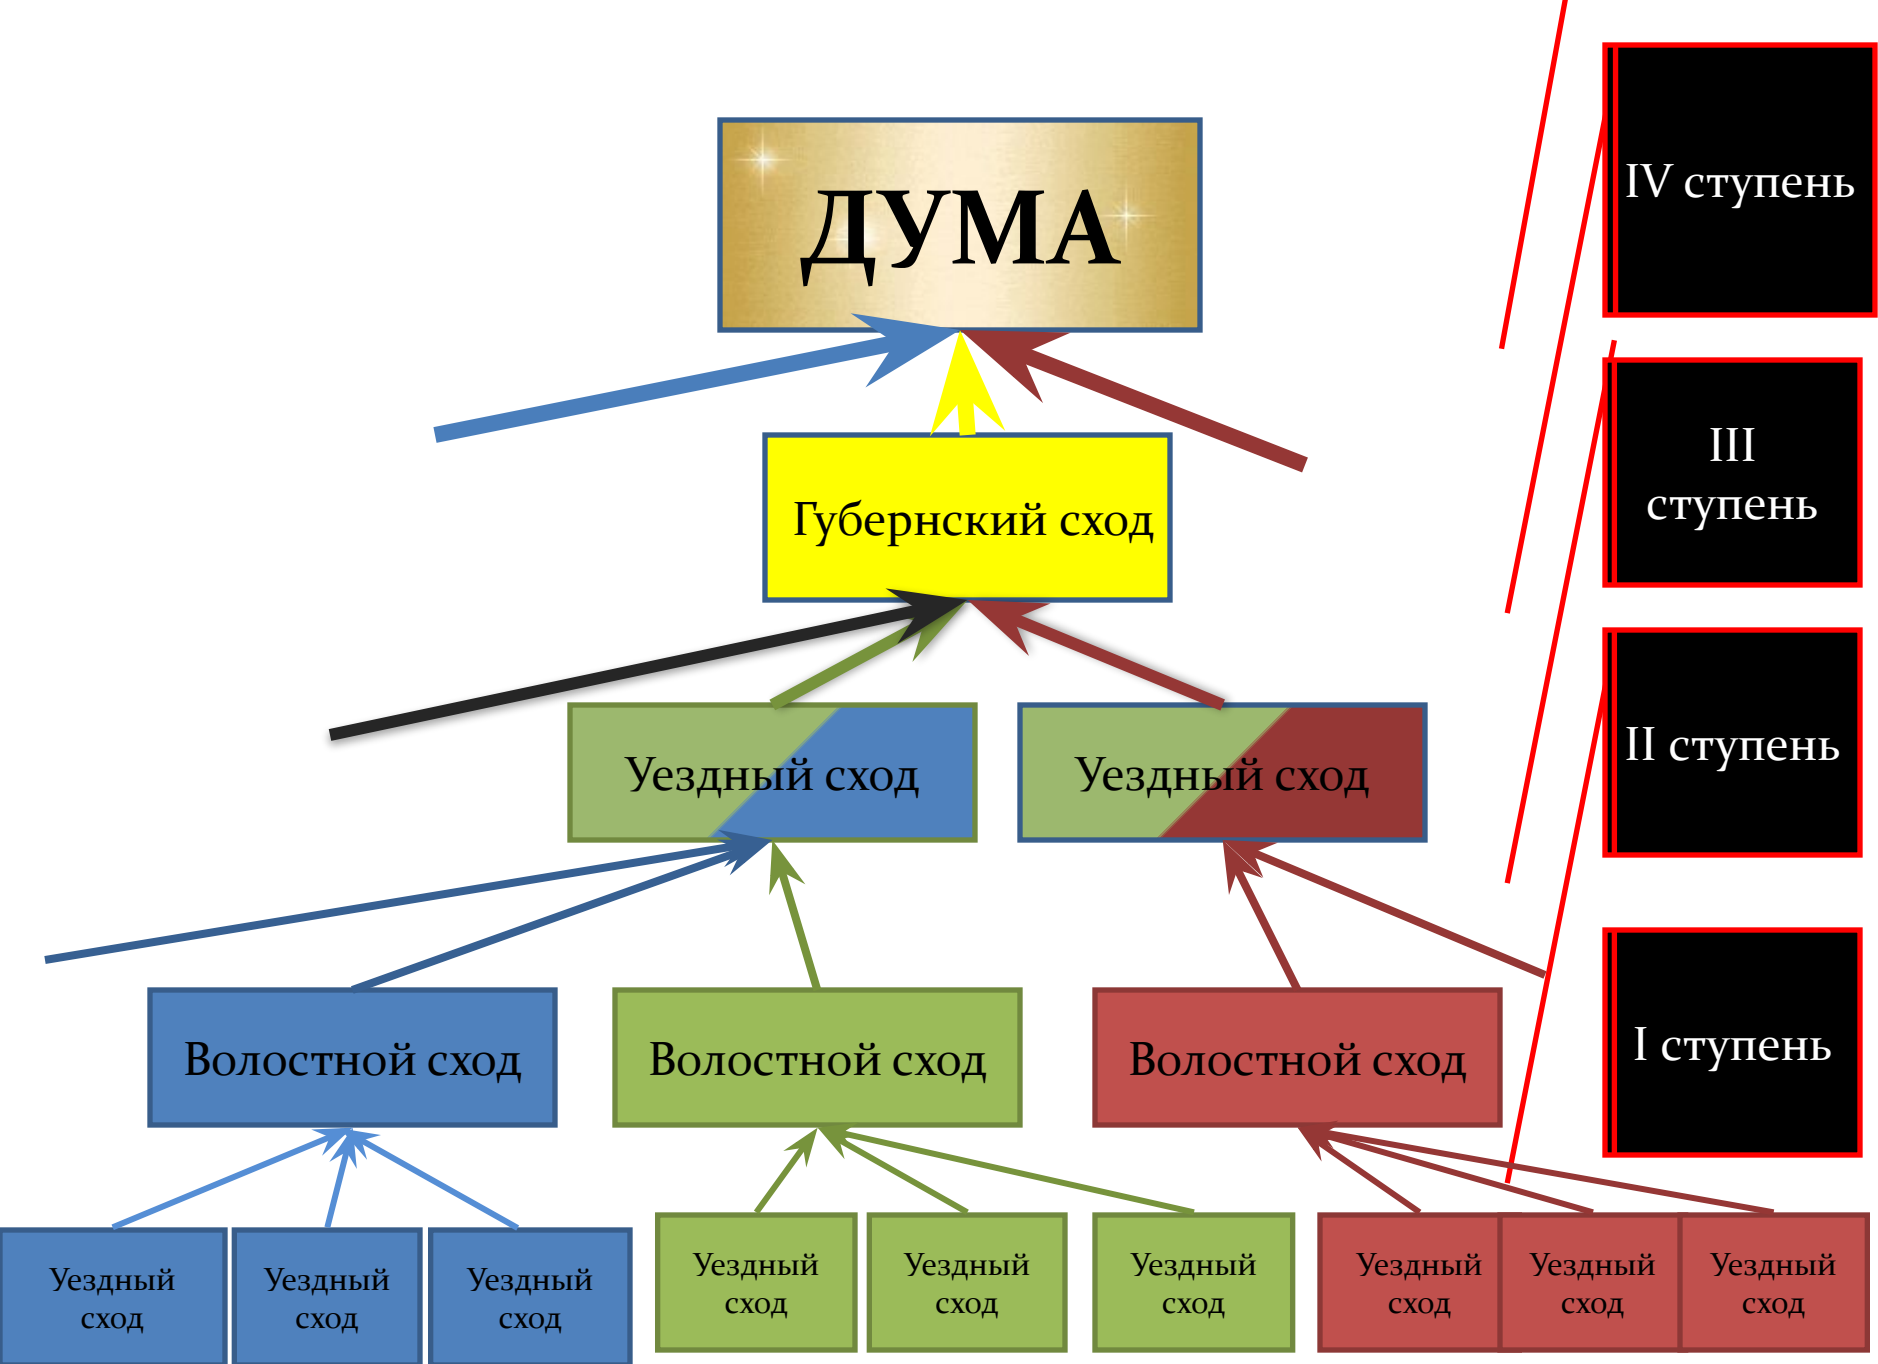 ДУМА
IV ступень
Губернский сход
III
ступень
Уездный сход
Уездный сход
II ступень
Волостной сход
Волостной сход
Волостной сход
I ступень
Уездный
сход
Уездный
сход
Уездный
сход
Уездный
сход
Уездный
сход
Уездный
сход
Уездный
сход
Уездный
сход
Уездный
сход